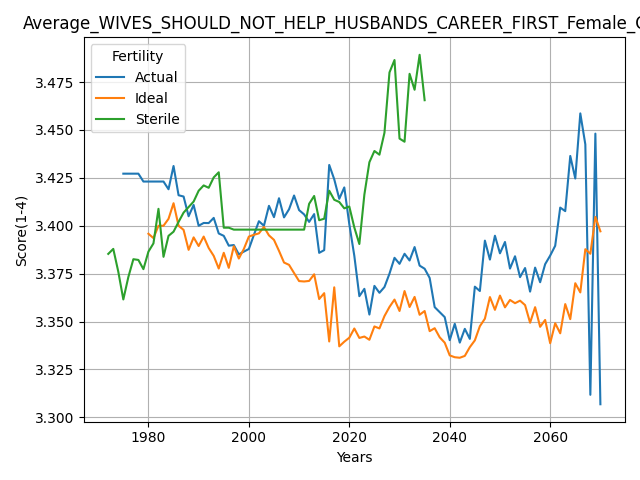 Average_WIVES_SHOULD_NOT_HELP_HUSBANDS_CAREER_FIRST_Female_
Fertility
Actual
Ideal
Sterile
Score(1-4)
3.475
3.450
3.425
3.400
3.375
3.350
3.325
3.300
1980 2000 2020 2040 2060
Years